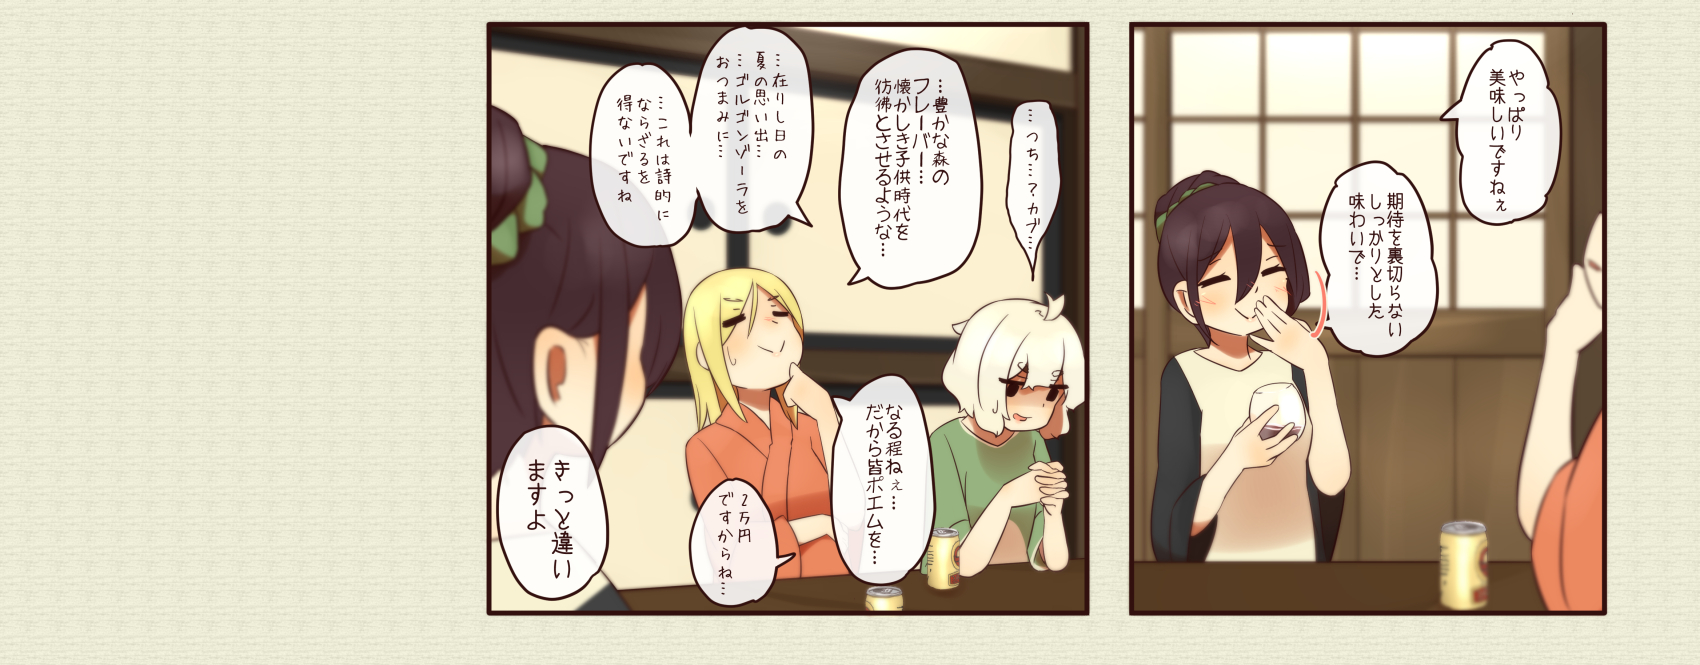 やっぱり
美味しいですねぇ
期待を裏切らない
しっかりとした
味わいで…
…っち…？カブ…
…豊かな森の
フレーバー…
懐かしき子供時代を
彷彿とさせるような…
…在りし日の
夏の思い出…
…ゴルゴンゾーラを
おつまみに…
…これは詩的に
ならざるを
得ないですね
なる程ねぇ…
だから皆ポエムを…
2万円
ですからね…
きっと違い
ますよ